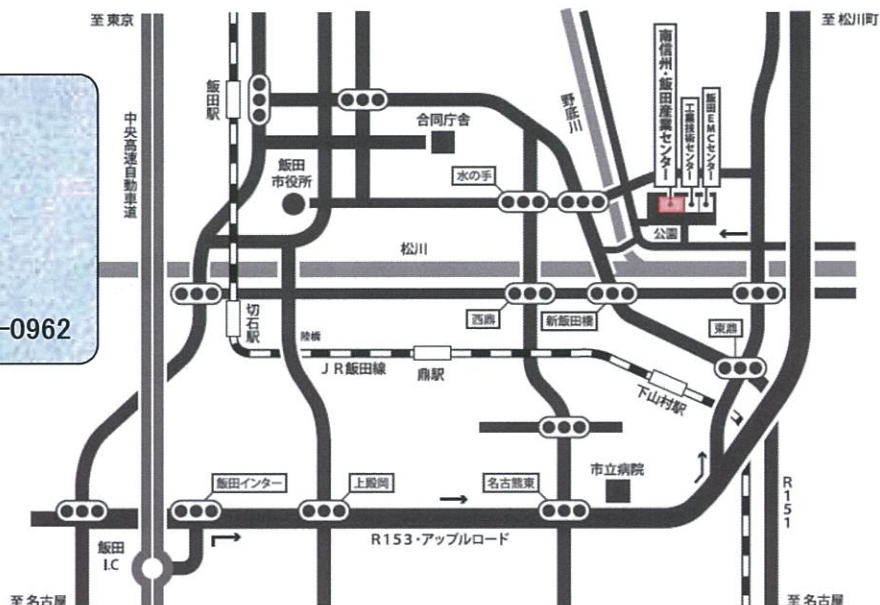 至 東京
至 松川町
中央高速自動車道
飯田駅
合同庁舎
野底川
南信州・飯田産業センター
工業技術センター
飯田EMCセンター
飯田
市役所
水の手
公園
松川
-0962
切石駅
陸橋
西鼎
新飯田橋
東鼎
JR飯田線
鼎駅
下山村駅
市立病院
飯田インター
上殿岡
名古熊東
R153・アップルロード
R151
飯田
I.C
至 名古屋
至 名古屋